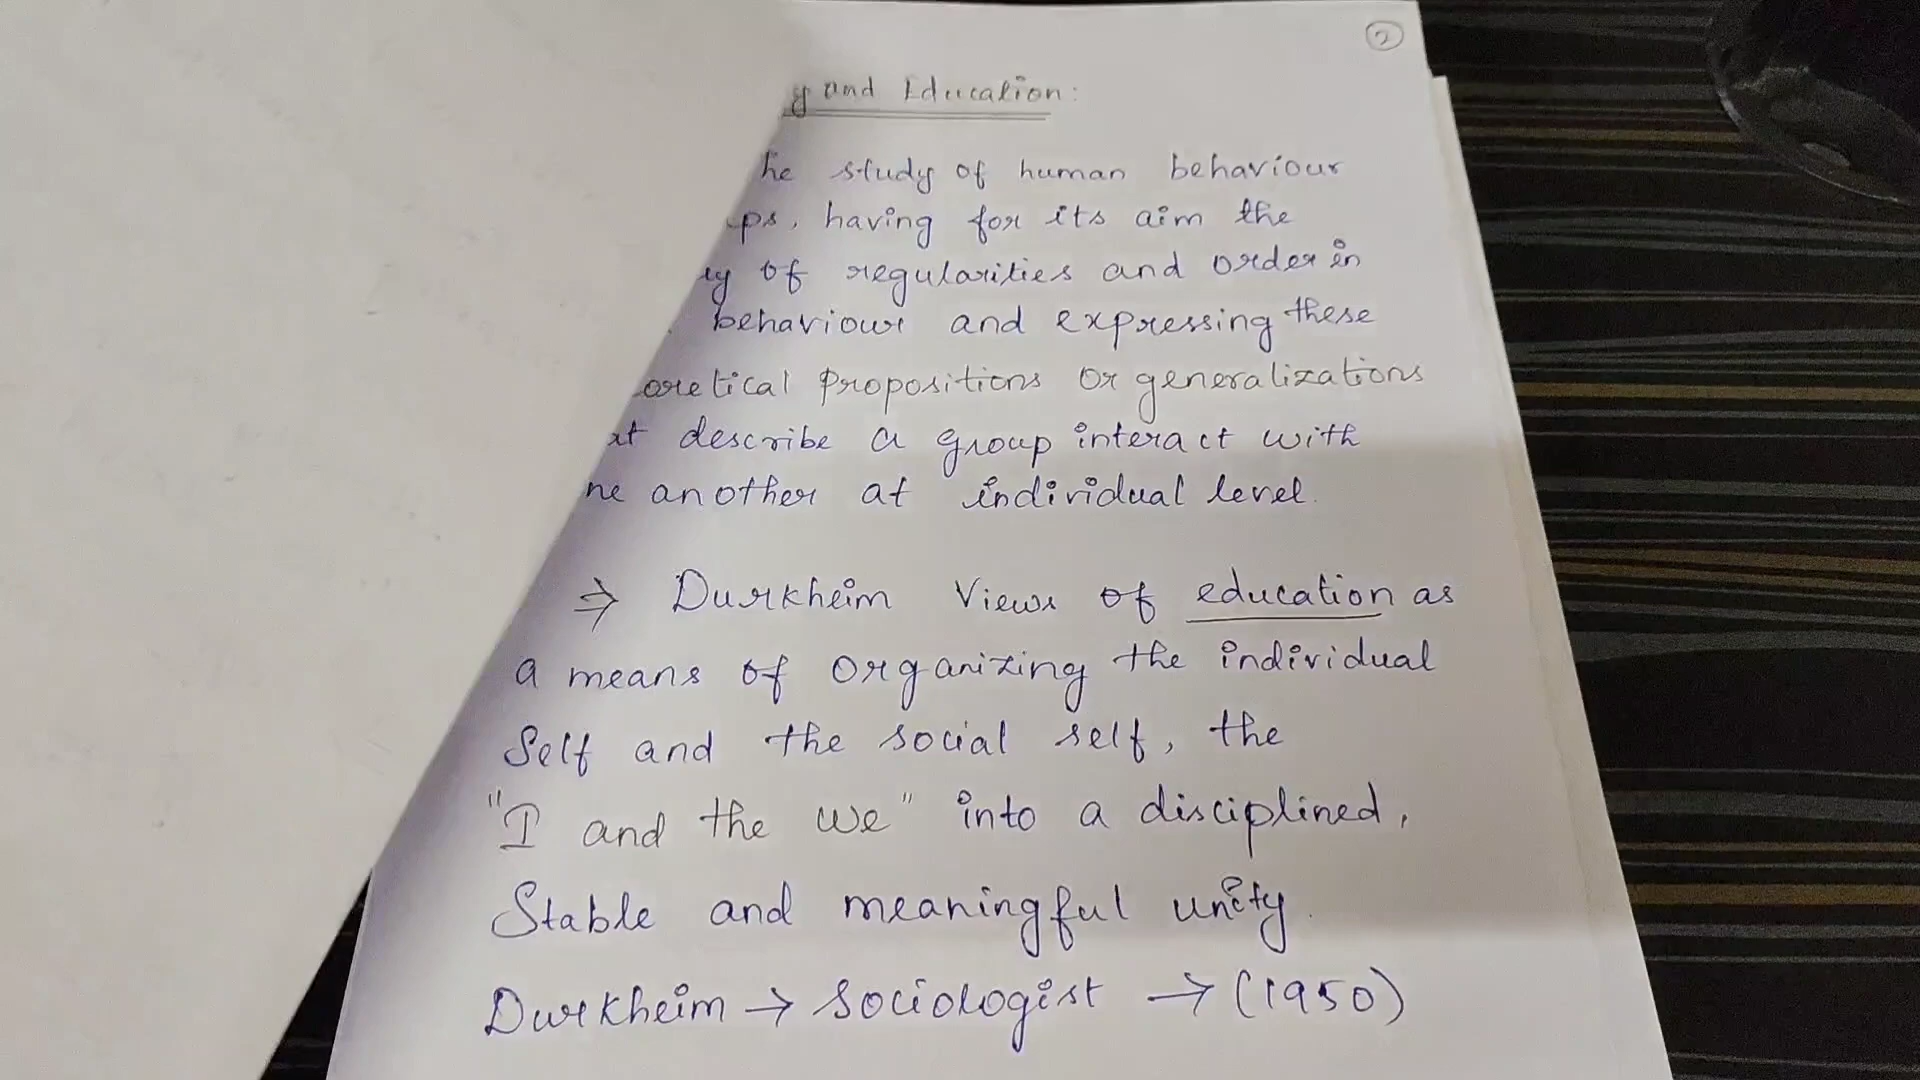 ②
y and Education:
he study of human behaviour
ps, having for its aim the
ey of regularities and order in
behaviour and expressing these
oretical propositions or generalizations
at describe a group interact with
ne another at individual level.
⇒ Durkheim Views of education as
a means of organizing the individual
Self and the social self, the
"I and the we" into a disciplined,
Stable and meaningful unity.
Durkheim → Sociologist → (1950)